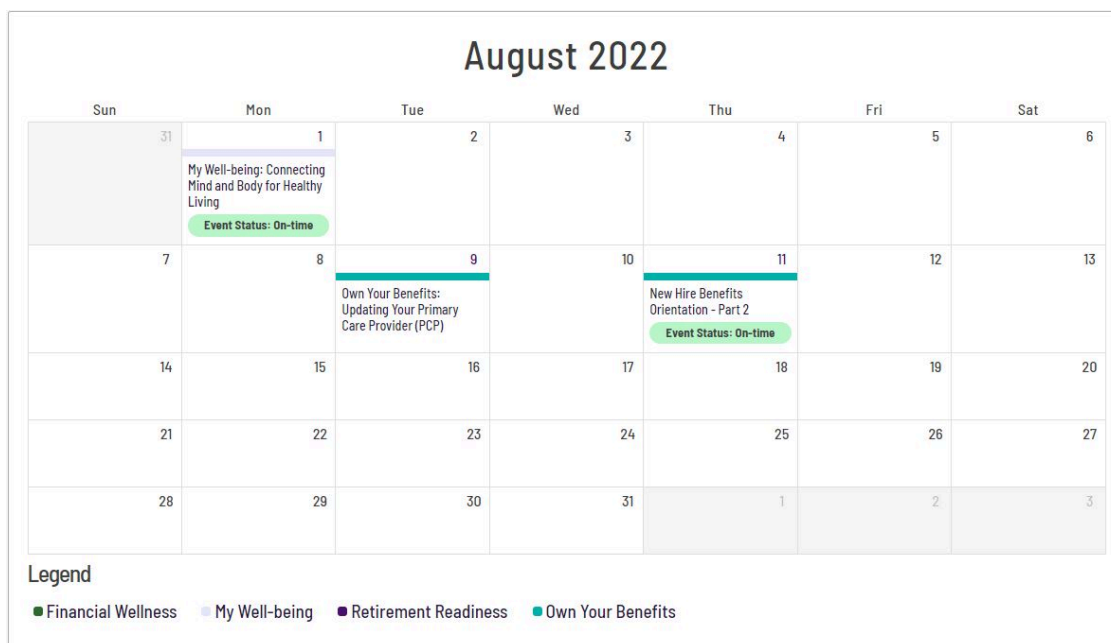 August 2022
Sun Mon Tue Wed Thu Fri Sat
31 1 2 3 4 5 6
My Well-being: Connecting
Mind and Body for Healthy
Living
Event Status: On-time
7 8 9 10 11 12 13
Own Your Benefits:
Updating Your Primary
Care Provider (PCP)
New Hire Benefits
Orientation - Part 2
Event Status: On-time
14 15 16 17 18 19 20
21 22 23 24 25 26 27
28 29 30 31 1 2 3
Legend
Financial Wellness My Well-being Retirement Readiness Own Your Benefits